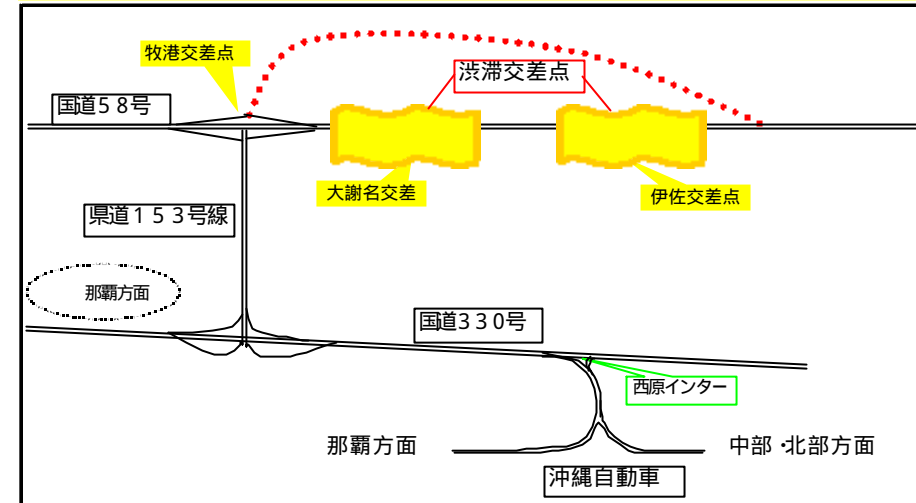 牧港交差点
渋滞交差点
国道58号
大謝名交差
伊佐交差点
県道153号線
那覇方面
国道330号
西原インター
那覇方面
中部・北部方面
沖縄自動車